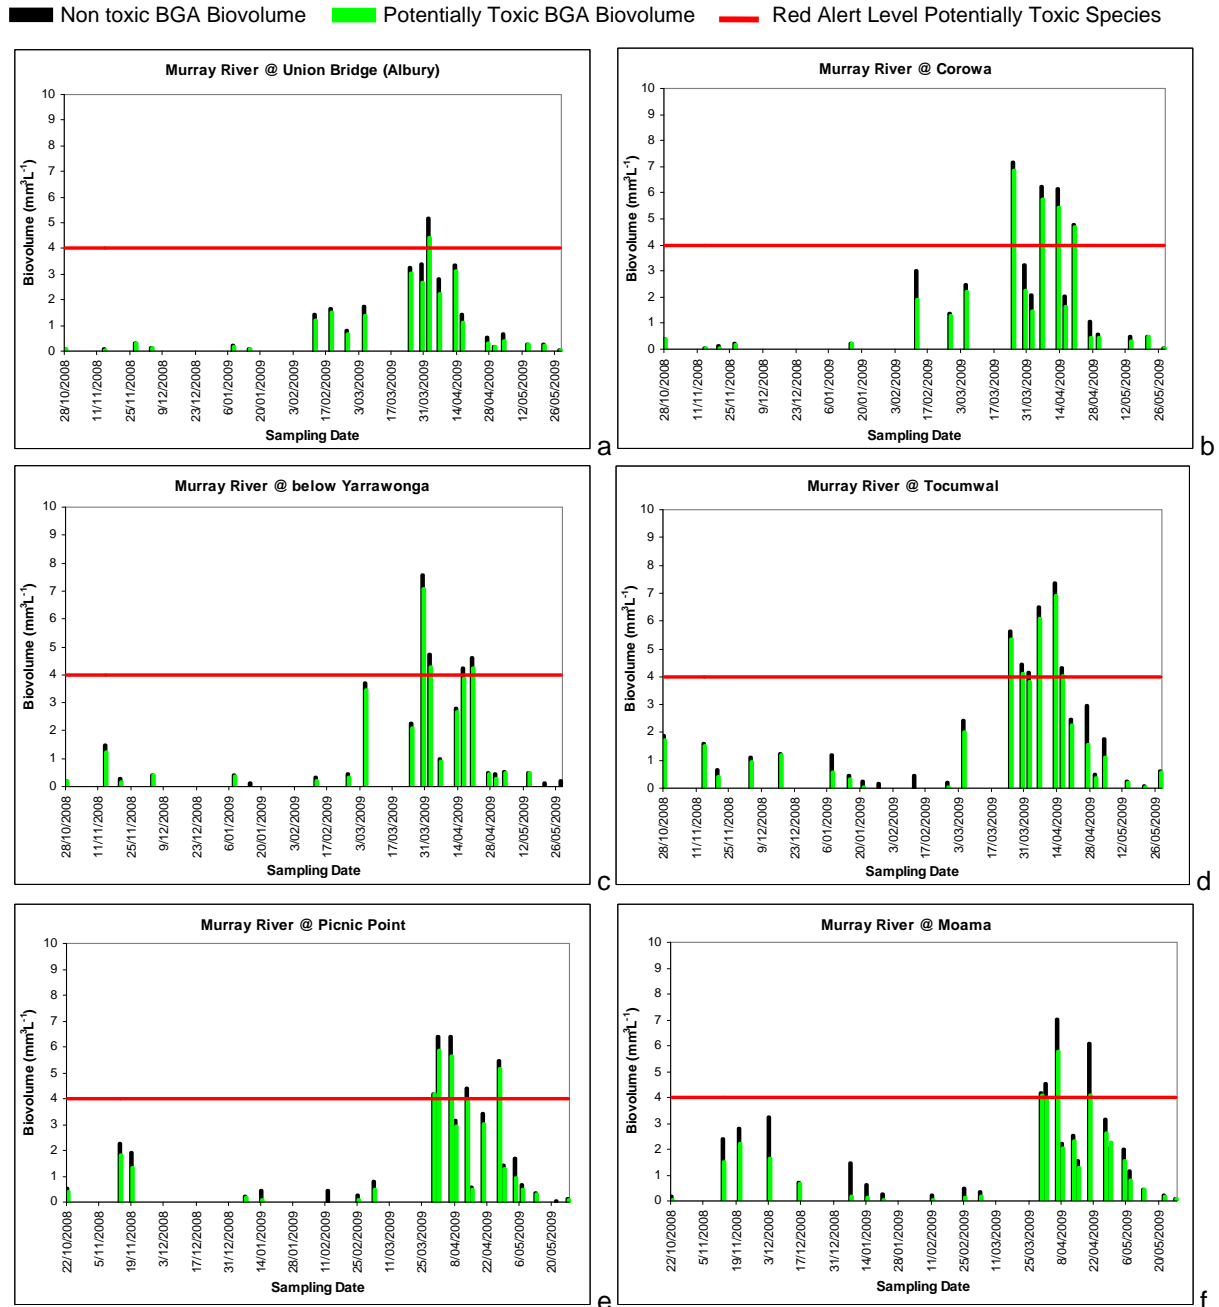 Non toxic BGA Biovolume Potentially Toxic BGA Biovolume Red Alert Level Potentially Toxic Species
Murray River @ Union Bridge (Albury)
10
9
8
7
6
5
4
3
2
1
0
Biovolume (mm³L⁻¹)
28/10/2008 11/11/2008 25/11/2008 9/12/2008 23/12/2008 6/01/2009 20/01/2009 3/02/2009 17/02/2009 3/03/2009 17/03/2009 31/03/2009 14/04/2009 28/04/2009 12/05/2009 26/05/2009
Sampling Date
a
Murray River @ Corowa
10
9
8
7
6
5
4
3
2
1
0
Biovolume (mm³L⁻¹)
28/10/2008 11/11/2008 25/11/2008 9/12/2008 23/12/2008 6/01/2009 20/01/2009 3/02/2009 17/02/2009 3/03/2009 17/03/2009 31/03/2009 14/04/2009 28/04/2009 12/05/2009 26/05/2009
Sampling Date
b
Murray River @ below Yarrawonga
10
9
8
7
6
5
4
3
2
1
0
Biovolume (mm³L⁻¹)
28/10/2008 11/11/2008 25/11/2008 9/12/2008 23/12/2008 6/01/2009 20/01/2009 3/02/2009 17/02/2009 3/03/2009 17/03/2009 31/03/2009 14/04/2009 28/04/2009 12/05/2009 26/05/2009
Sampling Date
c
Murray River @ Tocumwal
10
9
8
7
6
5
4
3
2
1
0
Biovolume (mm³L⁻¹)
28/10/2008 11/11/2008 25/11/2008 9/12/2008 23/12/2008 6/01/2009 20/01/2009 3/02/2009 17/02/2009 3/03/2009 17/03/2009 31/03/2009 14/04/2009 28/04/2009 12/05/2009 26/05/2009
Sampling Date
d
Murray River @ Picnic Point
10
9
8
7
6
5
4
3
2
1
0
Biovolume (mm³L⁻¹)
22/10/2008 5/11/2008 19/11/2008 3/12/2008 17/12/2008 31/12/2008 14/01/2009 28/01/2009 11/02/2009 25/02/2009 11/03/2009 25/03/2009 8/04/2009 22/04/2009 6/05/2009 20/05/2009
Sampling Date
e
Murray River @ Moama
10
9
8
7
6
5
4
3
2
1
0
Biovolume (mm³L⁻¹)
22/10/2008 5/11/2008 19/11/2008 3/12/2008 17/12/2008 31/12/2008 14/01/2009 28/01/2009 11/02/2009 25/02/2009 11/03/2009 25/03/2009 8/04/2009 22/04/2009 6/05/2009 20/05/2009
Sampling Date
f